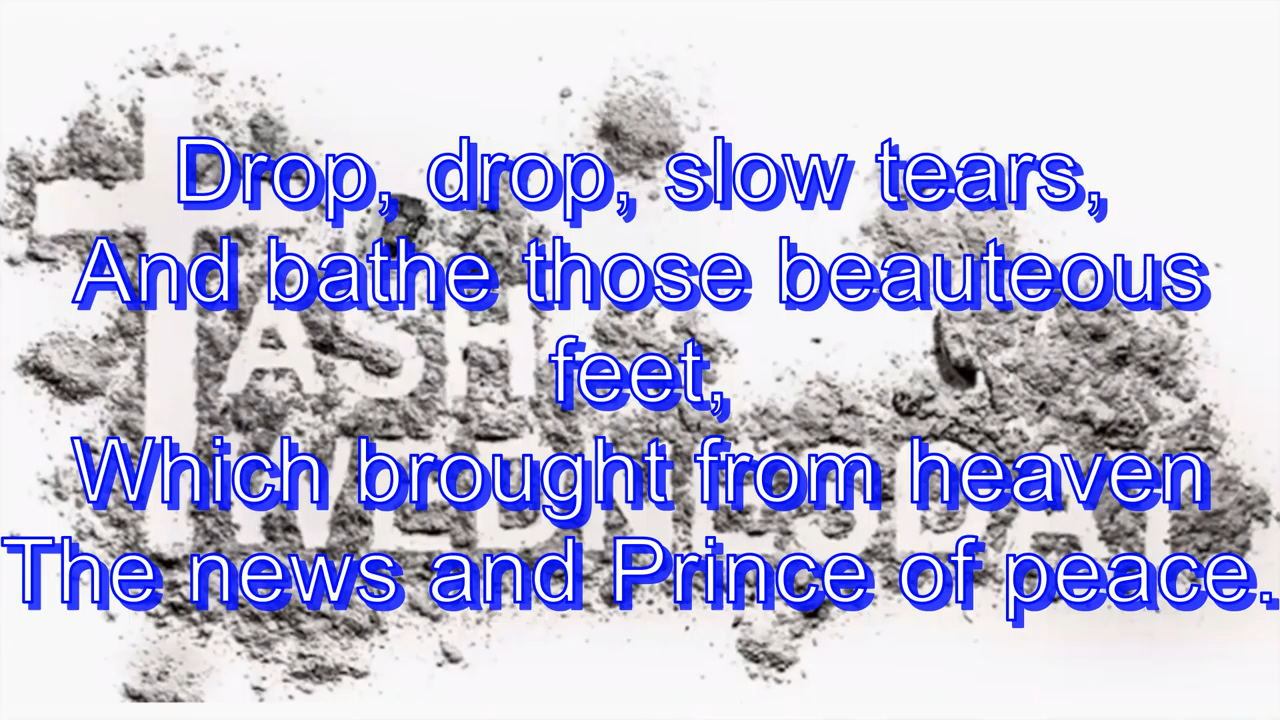 Drop, drop, slow tears,
And bathe those beauteous
feet,
Which brought from heaven
The news and Prince of peace.
ASH
WEDNESDAY